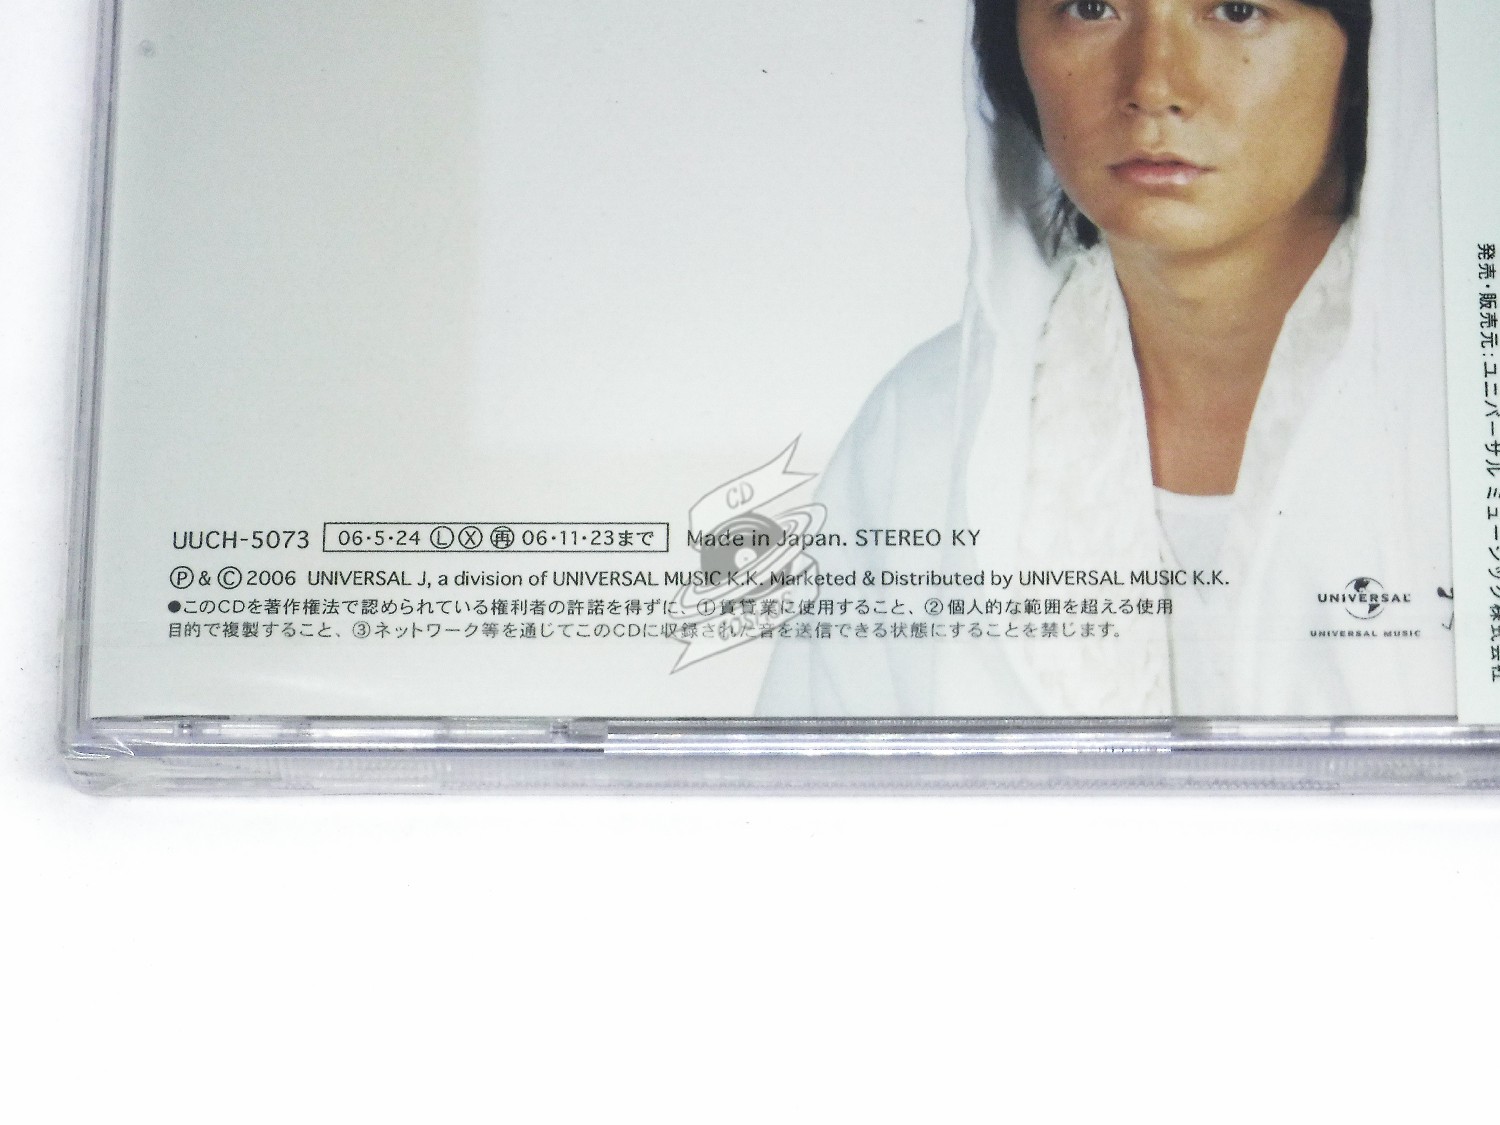 UUCH-5073 06・5・24 Ⓛ Ⓧ ㊢ 06・11・23まで Made in Japan. STEREO KY
Ⓟ & Ⓒ 2006 UNIVERSAL J, a division of UNIVERSAL MUSIC K.K. Marketed & Distributed by UNIVERSAL MUSIC K.K.
●このCDを著作権法で認められている権利者の許諾を得ずに、①賃貸業に使用すること、②個人的な範囲を超える使用
目的で複製すること、③ネットワーク等を通じてこのCDに収録された音を送信できる状態にすることを禁じます。
UNIVERSAL
UNIVERSAL MUSIC
発売・販売元:ユニバーサル ミュージック株式会社
CD